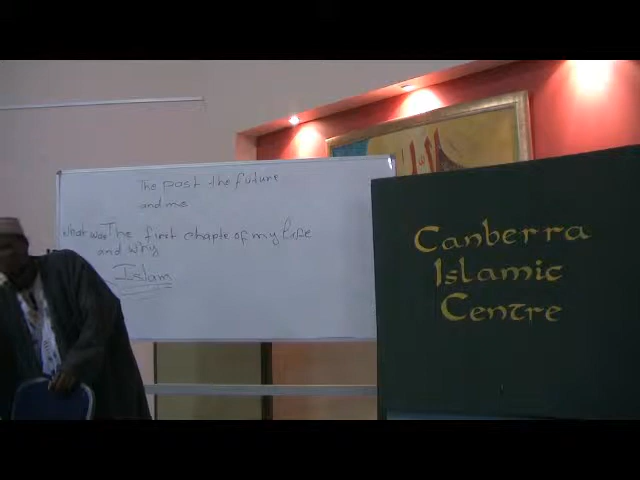 The past the future
and me
what was The first chapte of my life
and why
Islam
Canberra
Islamic
Centre